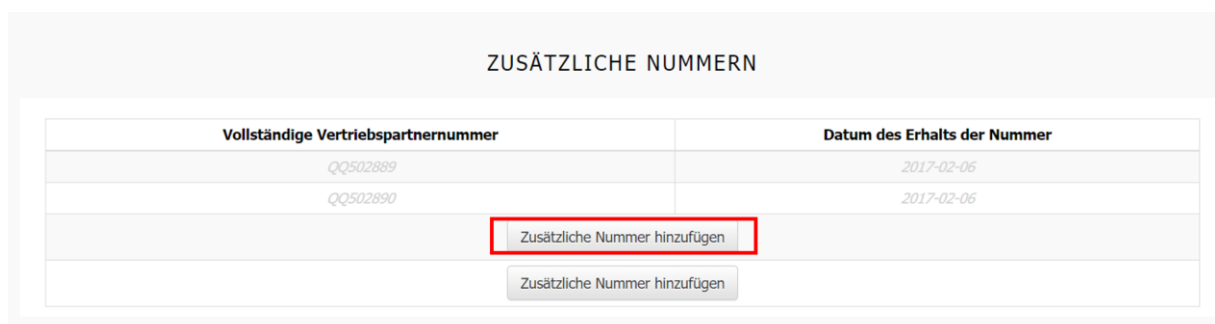 ZUSÄTZLICHE NUMMERN
Vollständige Vertriebspartnernummer Datum des Erhalts der Nummer
QQ502889 2017-02-06
QQ502890 2017-02-06
Zusätzliche Nummer hinzufügen
Zusätzliche Nummer hinzufügen